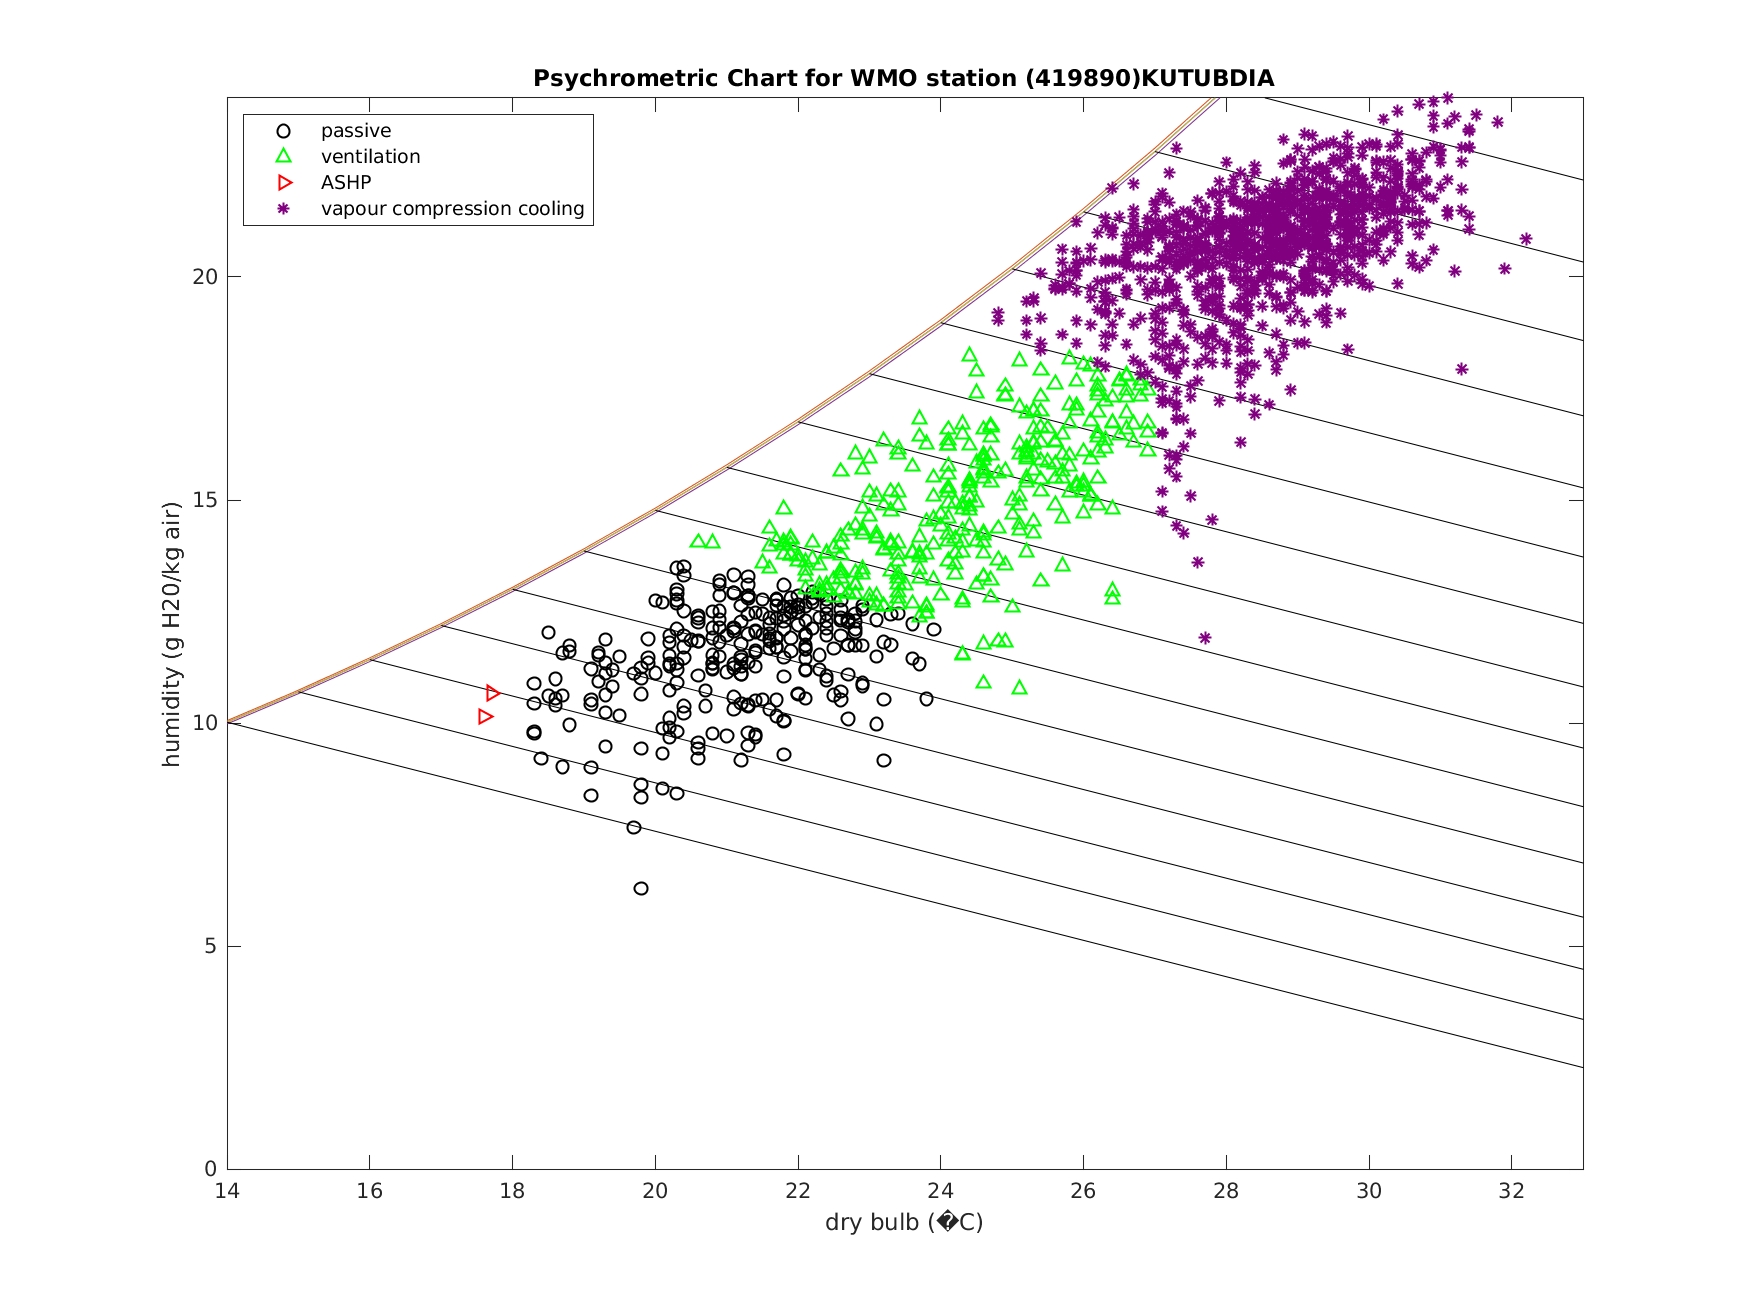 Psychrometric Chart for WMO station (419890)KUTUBDIA
passive
ventilation
ASHP
vapour compression cooling
humidity (g H20/kg air)
20
15
10
5
0
14 16 18 20 22 24 26 28 30 32
dry bulb (�C)